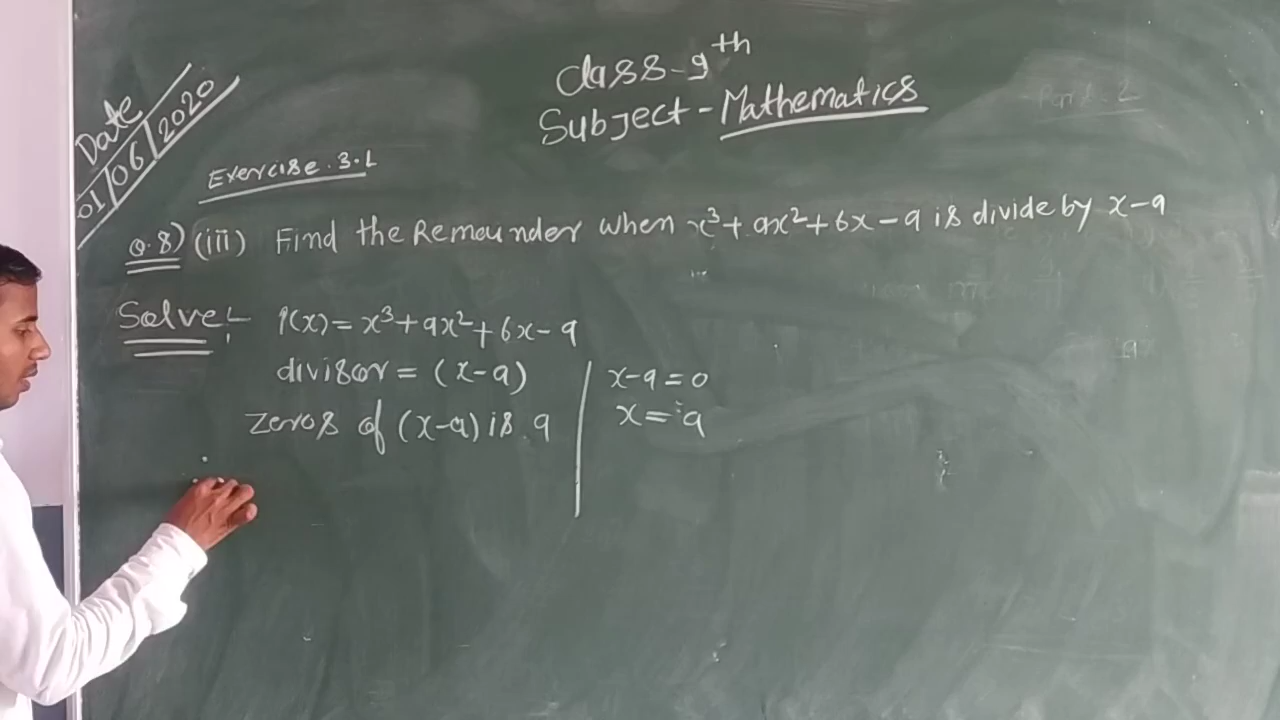 Class-9th
Subject-Mathematics
Date
01/06/2020
Exercise.3.1
Q.8) (iii) Find the Remaunder when x³+ax²+6x-a is divide by x-a
Solve:- P(x)=x³+ax²+6x-a
divisor=(x-a)
zeros of (x-a) is a
x-a=0
x=a